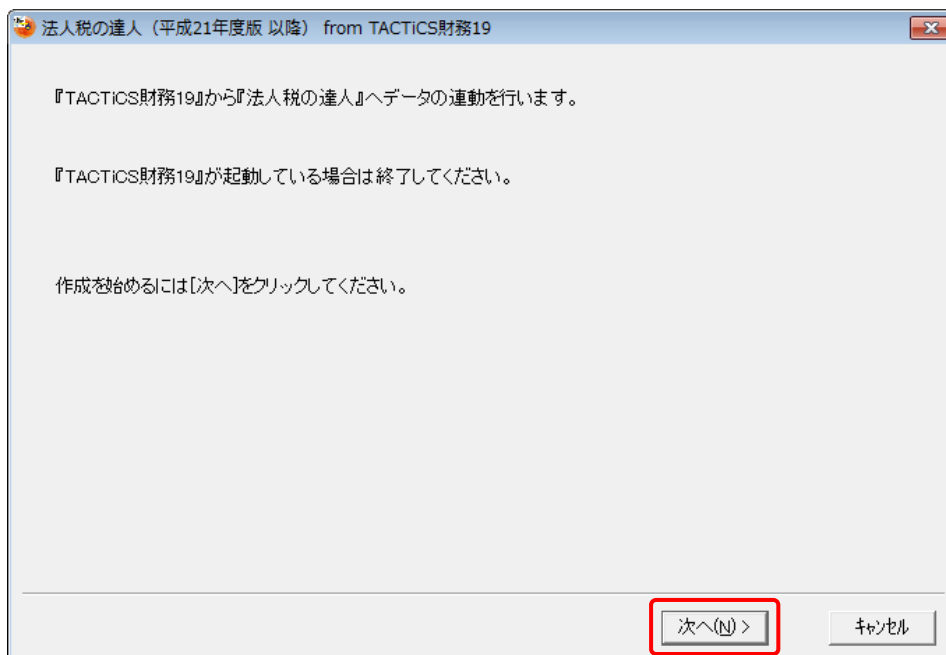 法人税の達人（平成21年度版 以降） from TACTiCS財務19
『TACTiCS財務19』から『法人税の達人』へデータの連動を行います。
『TACTiCS財務19』が起動している場合は終了してください。
作成を始めるには[次へ]をクリックしてください。
次へ(N) >
キャンセル